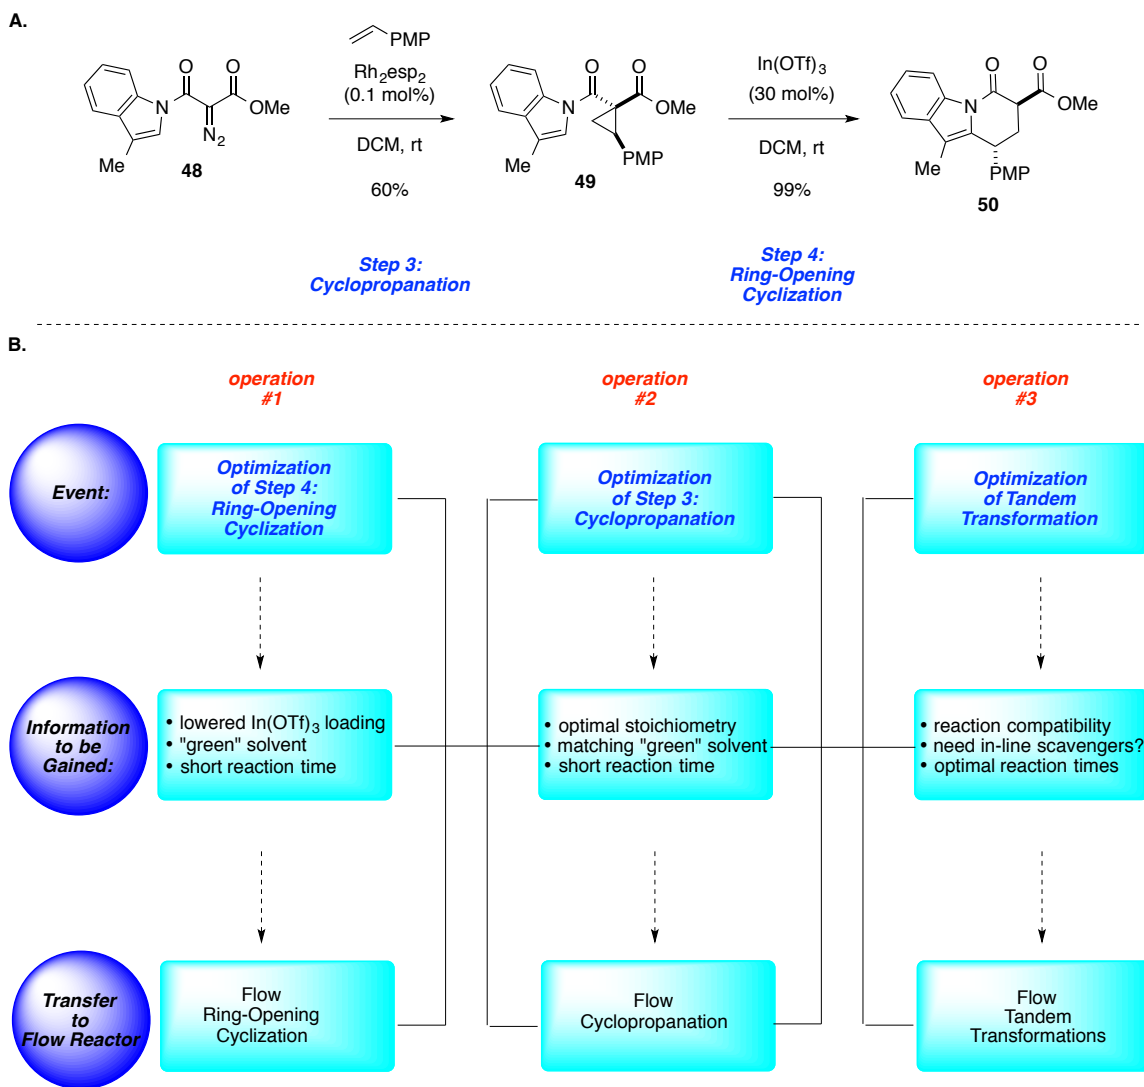 A.
PMP
Rh2esp2
(0.1 mol%)
DCM, rt
60%
In(OTf)3
(30 mol%)
DCM, rt
99%
O
O
N
OMe
N2
Me
48
O
O
N
OMe
PMP
Me
49
O
O
N
OMe
Me
PMP
50
Step 3:
Cyclopropanation
Step 4:
Ring-Opening
Cyclization
B.
operation
#1
operation
#2
operation
#3
Event:
Optimization
of Step 4:
Ring-Opening
Cyclization
Optimization
of Step 3:
Cyclopropanation
Optimization
of Tandem
Transformation
Information
to be
Gained:
• lowered In(OTf)3 loading
• "green" solvent
• short reaction time
• optimal stoichiometry
• matching "green" solvent
• short reaction time
• reaction compatibility
• need in-line scavengers?
• optimal reaction times
Transfer
to
Flow Reactor
Flow
Ring-Opening
Cyclization
Flow
Cyclopropanation
Flow
Tandem
Transformations